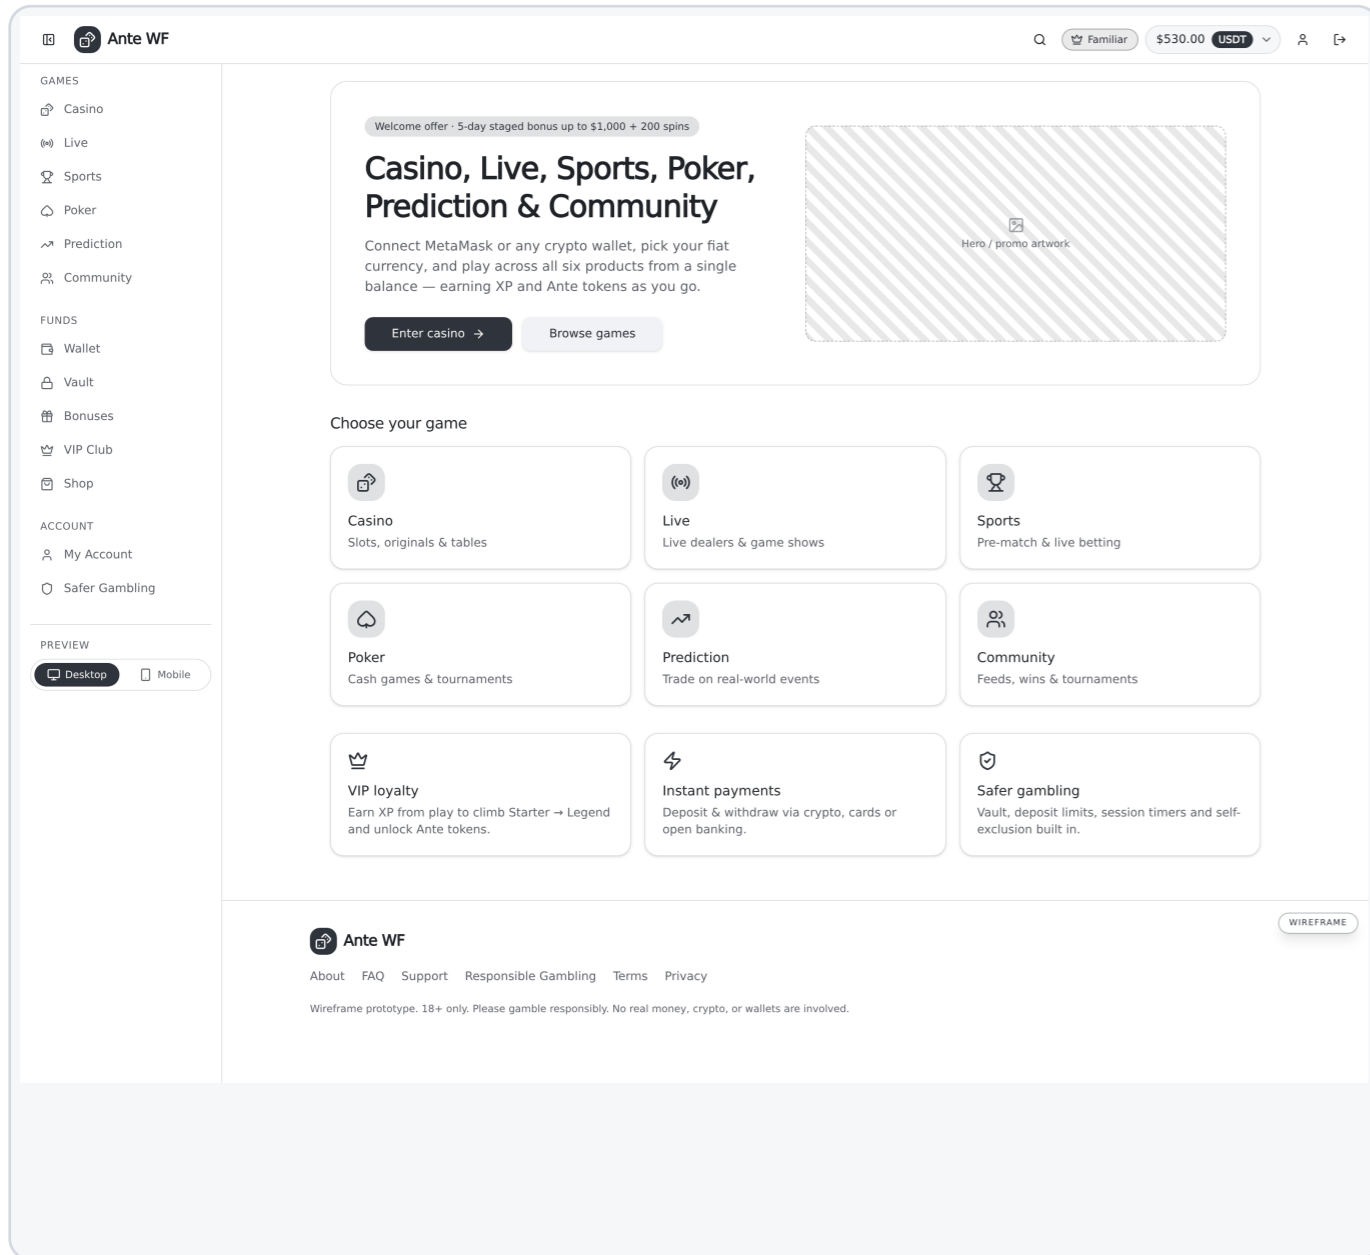 Ante WF
Familiar
$530.00 USDT
GAMES
Casino
Live
Sports
Poker
Prediction
Community
FUNDS
Wallet
Vault
Bonuses
VIP Club
Shop
ACCOUNT
My Account
Safer Gambling
PREVIEW
Desktop
Mobile
Welcome offer · 5-day staged bonus up to $1,000 + 200 spins
Casino, Live, Sports, Poker,
Prediction & Community
Connect MetaMask or any crypto wallet, pick your fiat
currency, and play across all six products from a single
balance — earning XP and Ante tokens as you go.
Enter casino →
Browse games
Hero / promo artwork
Choose your game
Casino
Slots, originals & tables
Live
Live dealers & game shows
Sports
Pre-match & live betting
Poker
Cash games & tournaments
Prediction
Trade on real-world events
Community
Feeds, wins & tournaments
VIP loyalty
Earn XP from play to climb Starter → Legend
and unlock Ante tokens.
Instant payments
Deposit & withdraw via crypto, cards or
open banking.
Safer gambling
Vault, deposit limits, session timers and self-
exclusion built in.
WIREFRAME
Ante WF
About FAQ Support Responsible Gambling Terms Privacy
Wireframe prototype. 18+ only. Please gamble responsibly. No real money, crypto, or wallets are involved.